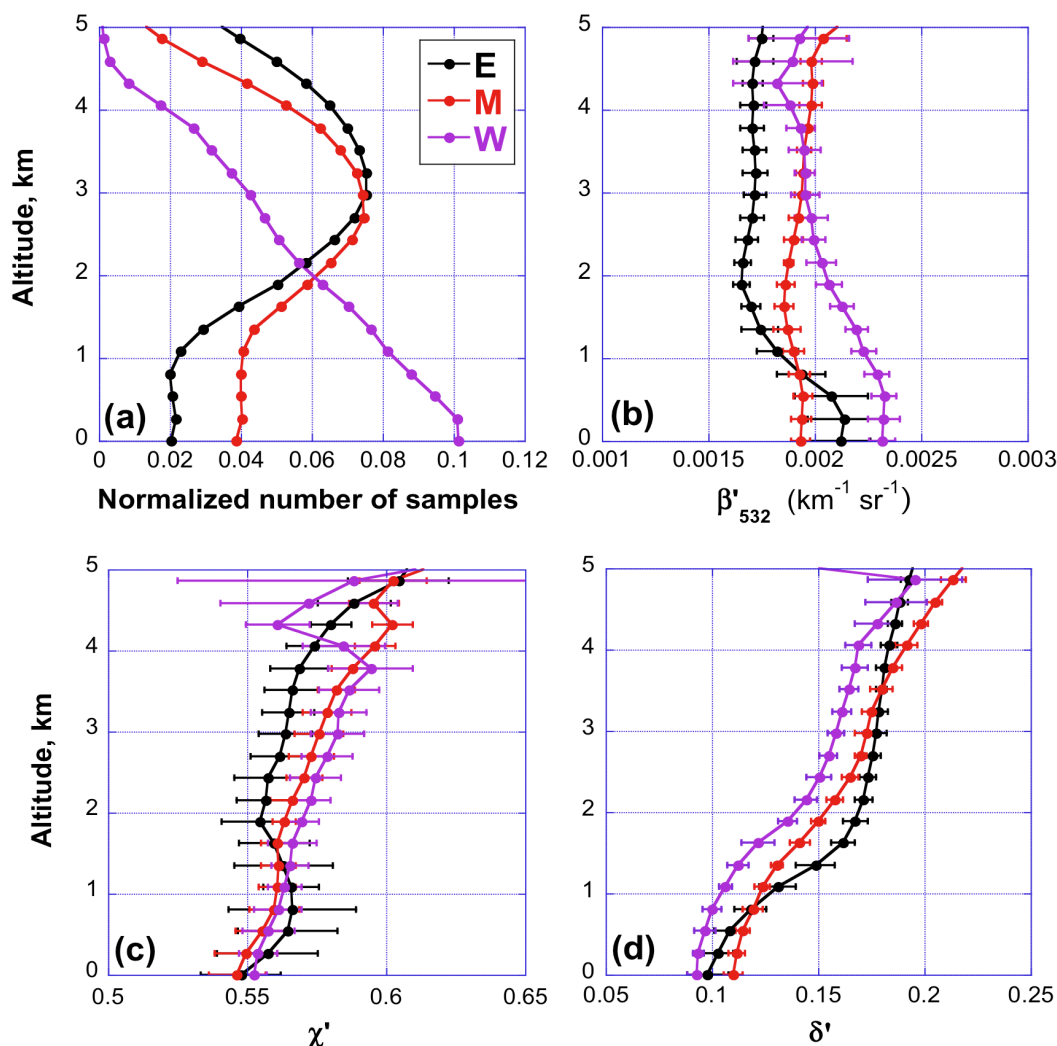 5
4
3
2
1
0
Altitude, km
E
M
W
(a)
0 0.02 0.04 0.06 0.08 0.1 0.12
Normalized number of samples
5
4
3
2
1
0
(b)
0.001 0.0015 0.002 0.0025 0.003
β'532 (km-1 sr-1)
5
4
3
2
1
0
Altitude, km
(c)
0.5 0.55 0.6 0.65
χ'
5
4
3
2
1
0
(d)
0.05 0.1 0.15 0.2 0.25
δ'